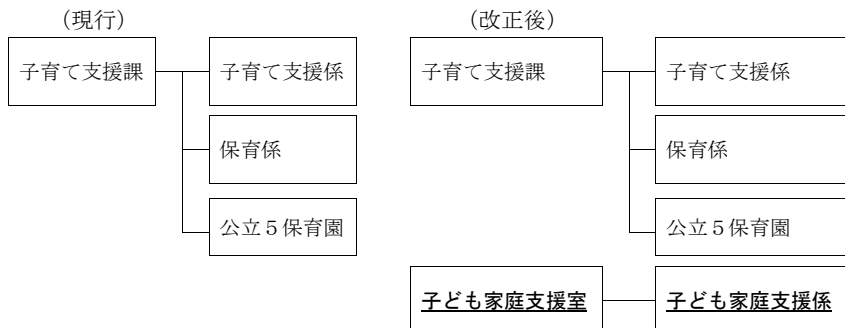 （現行）
子育て支援課
子育て支援係
保育係
公立５保育園
（改正後）
子育て支援課
子育て支援係
保育係
公立５保育園
子ども家庭支援室
子ども家庭支援係